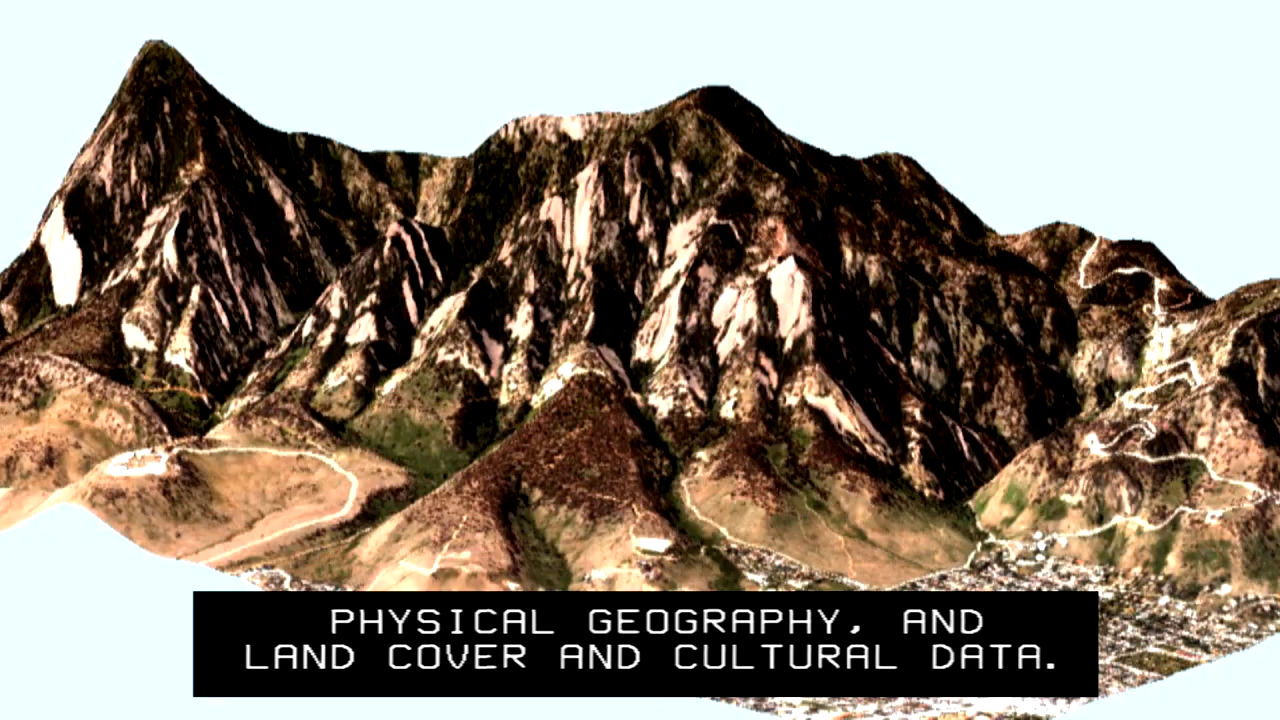 PHYSICAL GEOGRAPHY, AND
LAND COVER AND CULTURAL DATA.